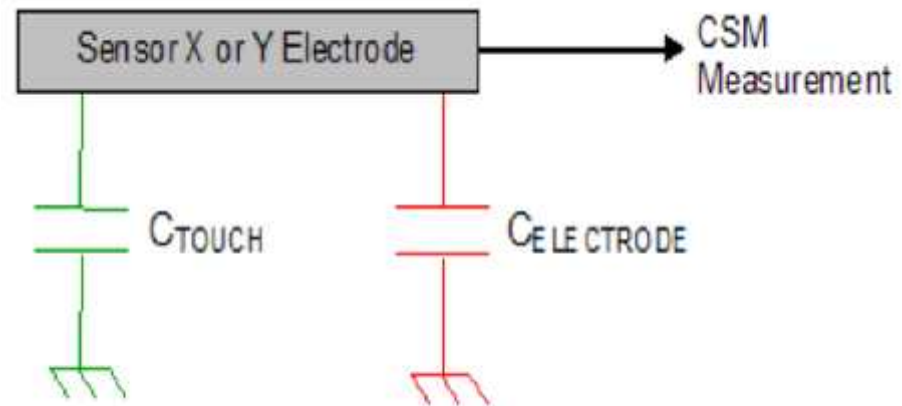 Sensor X or Y Electrode
CSM
Measurement
CTOUCH
CELECTRODE